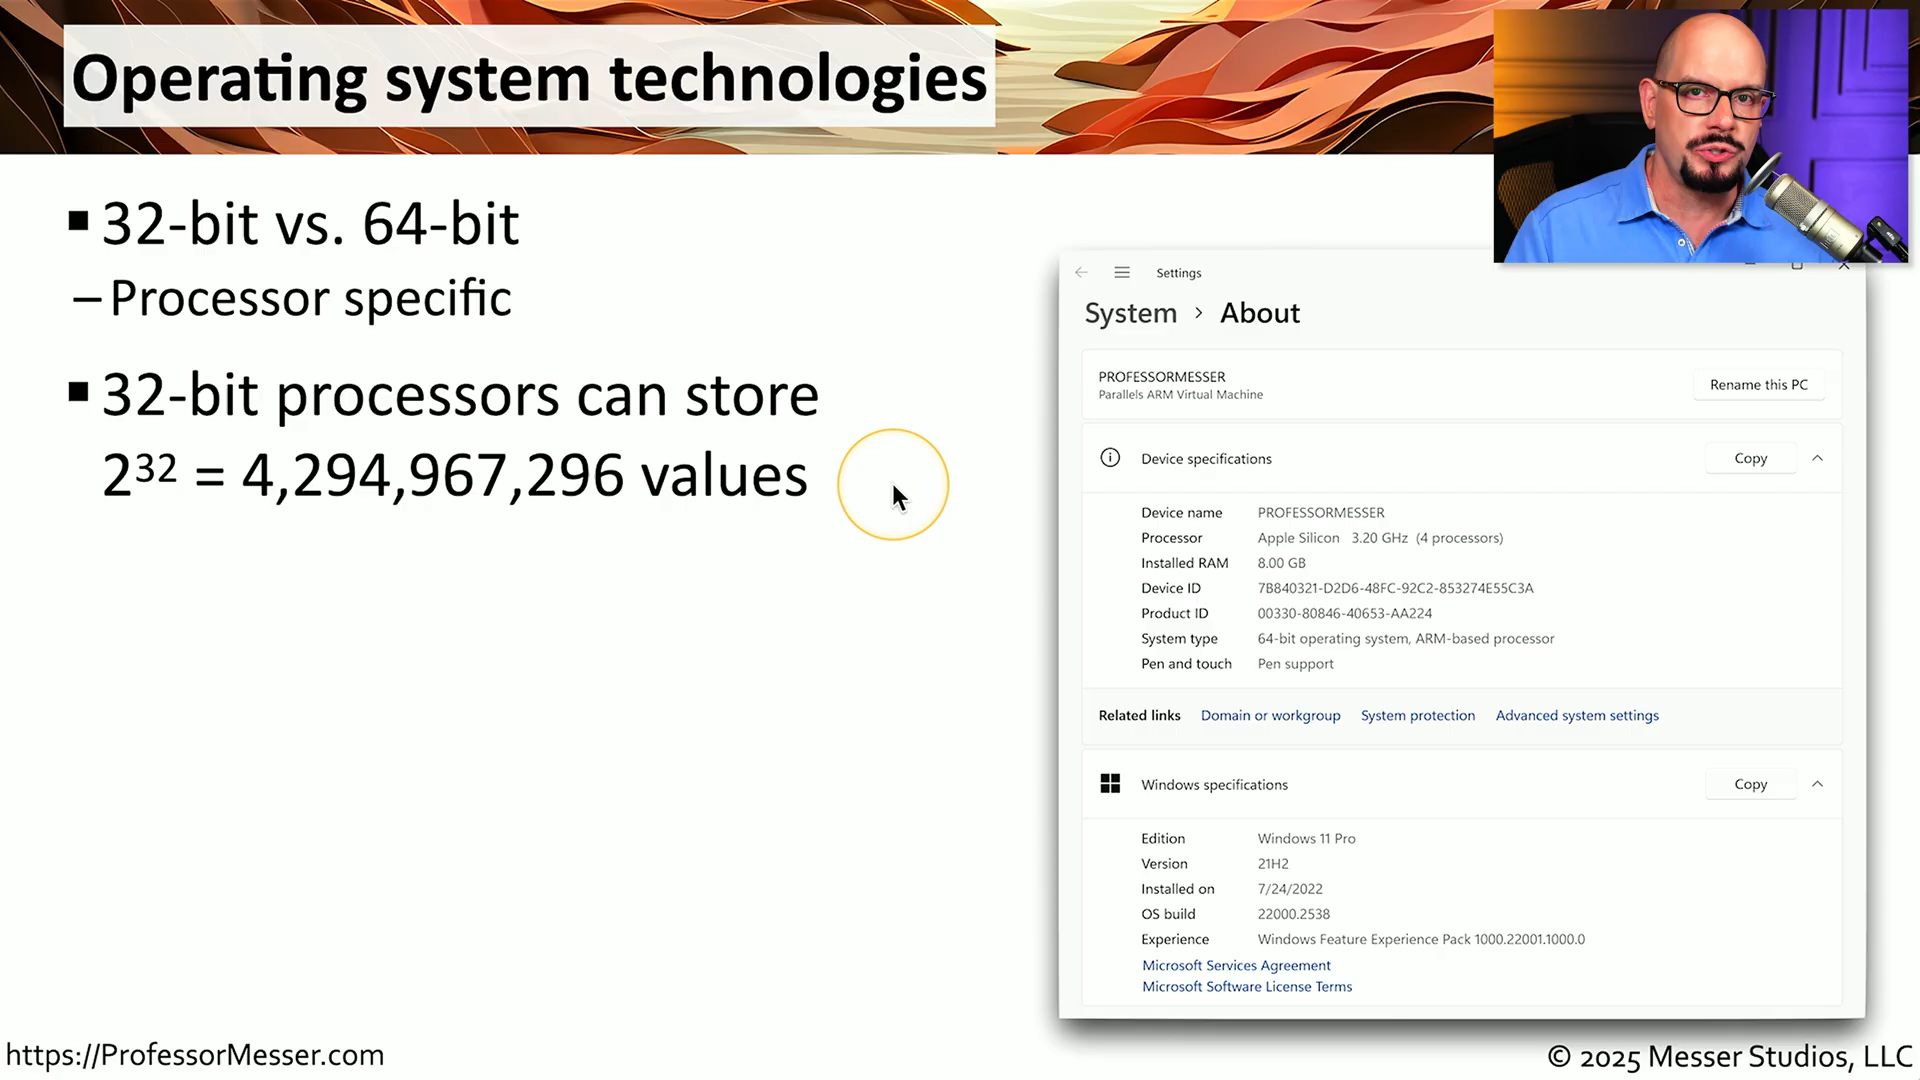 Operating system technologies
▪ 32-bit vs. 64-bit
– Processor specific
▪ 32-bit processors can store
2³² = 4,294,967,296 values
Settings
System > About
PROFESSORMESSER
Parallels ARM Virtual Machine
Rename this PC
Device specifications
Copy
Device name PROFESSORMESSER
Processor Apple Silicon 3.20 GHz (4 processors)
Installed RAM 8.00 GB
Device ID 7B840321-D2D6-48FC-92C2-853274E55C3A
Product ID 00330-80846-40653-AA224
System type 64-bit operating system, ARM-based processor
Pen and touch Pen support
Related links Domain or workgroup System protection Advanced system settings
Windows specifications
Copy
Edition Windows 11 Pro
Version 21H2
Installed on 7/24/2022
OS build 22000.2538
Experience Windows Feature Experience Pack 1000.22001.1000.0
Microsoft Services Agreement
Microsoft Software License Terms
https://ProfessorMesser.com
© 2025 Messer Studios, LLC